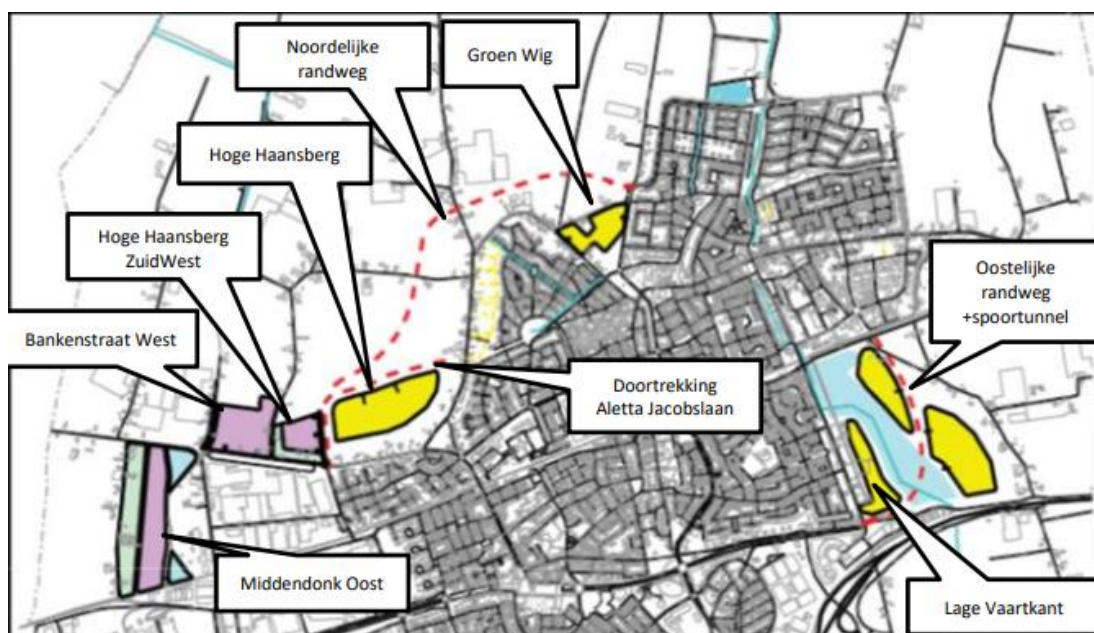 Noordelijke
randweg
Groen Wig
Hoge Haansberg
Hoge Haansberg
ZuidWest
Oostelijke
randweg
+spoortunnel
Bankenstraat West
Doortrekking
Aletta Jacobslaan
Middendonk Oost
Lage Vaartkant